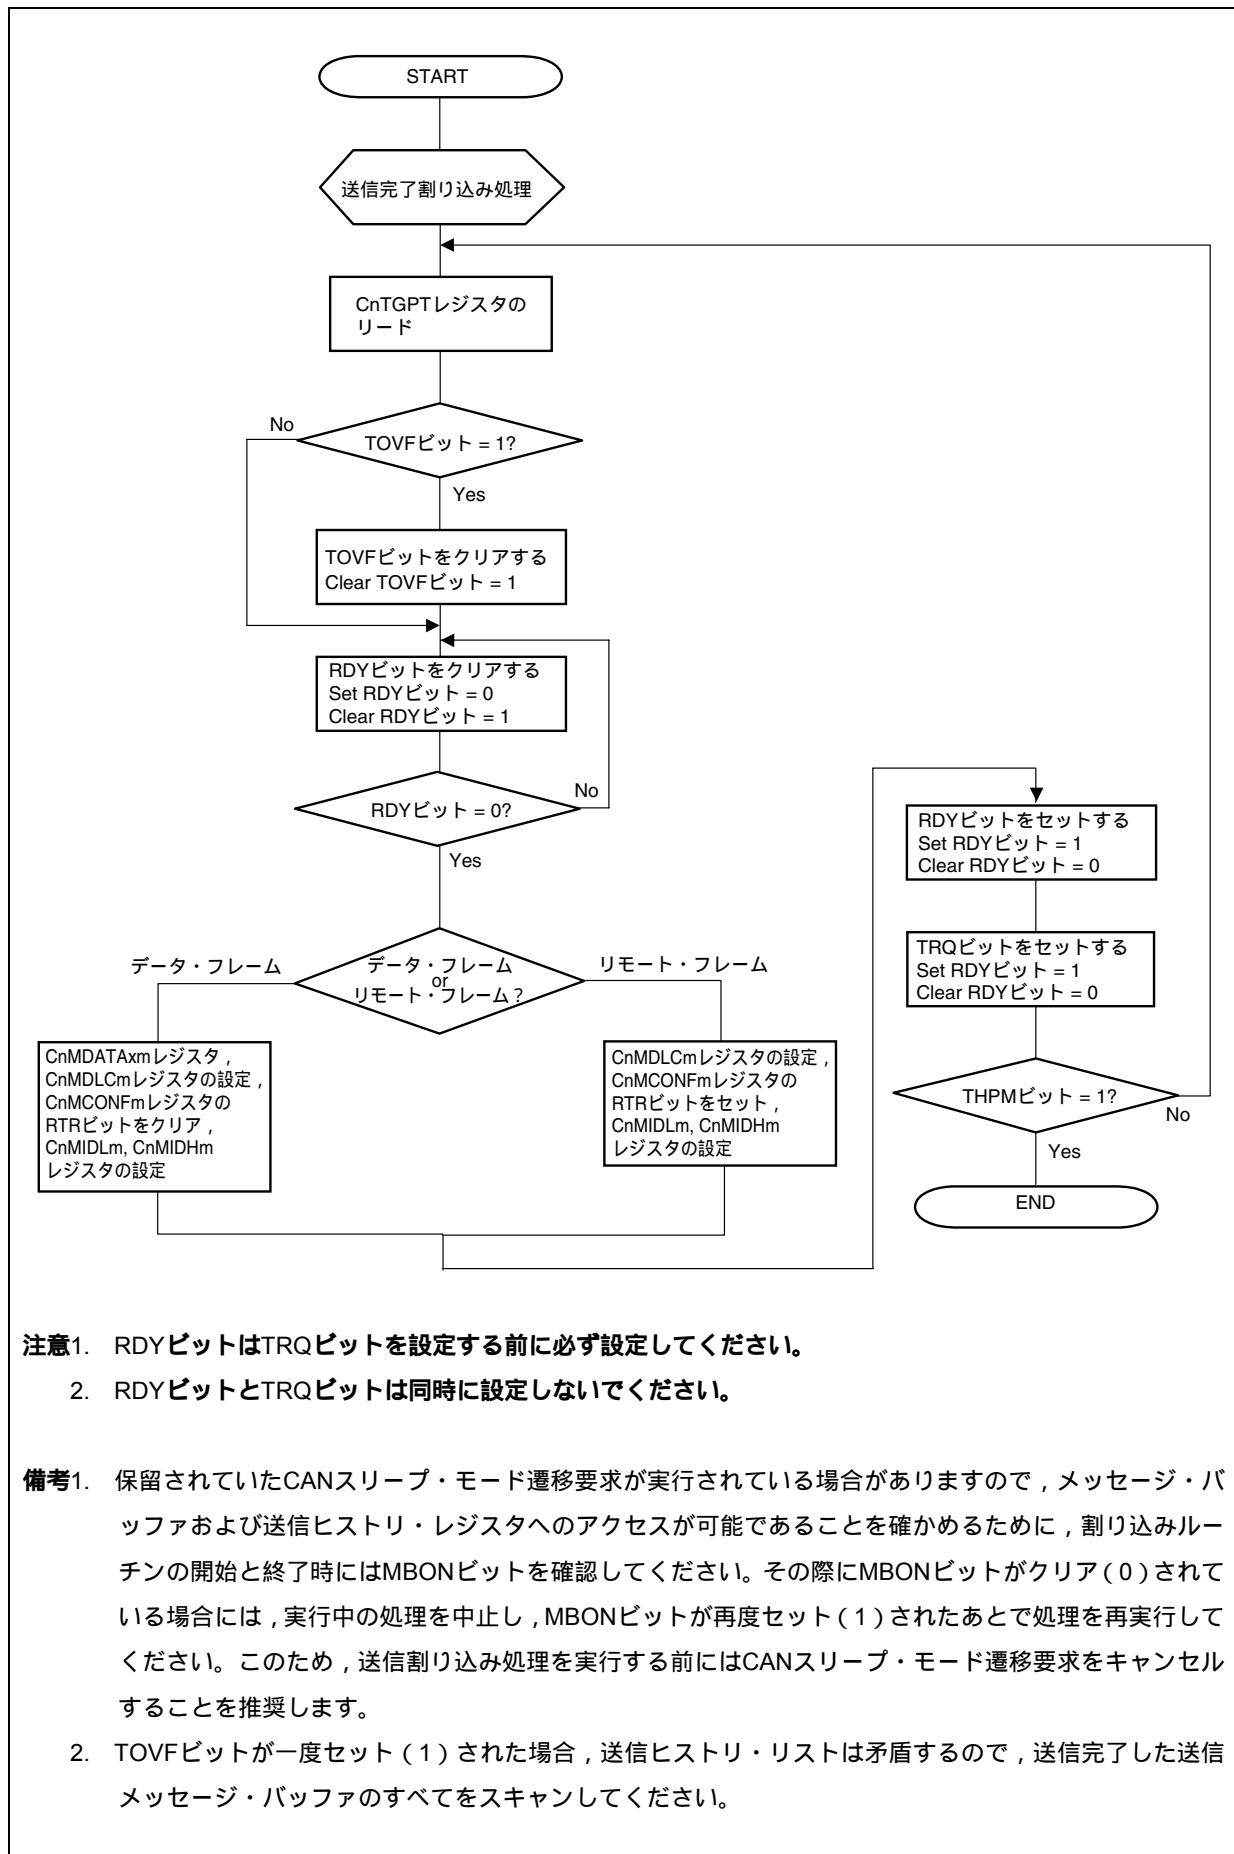 START
送信完了割り込み処理
CnTGPTレジスタの
リード
No
TOVFビット = 1?
Yes
TOVFビットをクリアする
Clear TOVFビット = 1
RDYビットをクリアする
Set RDYビット = 0
Clear RDYビット = 1
No
RDYビット = 0?
Yes
データ・フレーム
データ・フレーム
or
リモート・フレーム？
リモート・フレーム
CnMDATAxmレジスタ，
CnMDLCmレジスタの設定，
CnMCONFmレジスタの
RTRビットをクリア，
CnMIDLm, CnMIDHm
レジスタの設定
CnMDLCmレジスタの設定，
CnMCONFmレジスタの
RTRビットをセット，
CnMIDLm, CnMIDHm
レジスタの設定
RDYビットをセットする
Set RDYビット = 1
Clear RDYビット = 0
TRQビットをセットする
Set RDYビット = 1
Clear RDYビット = 0
THPMビット = 1?
No
Yes
END
注意1. RDYビットはTRQビットを設定する前に必ず設定してください。
2. RDYビットとTRQビットは同時に設定しないでください。
備考1. 保留されていたCANスリープ・モード遷移要求が実行されている場合がありますので，メッセージ・バ
ッファおよび送信ヒストリ・レジスタへのアクセスが可能であることを確かめるために，割り込みルー
チンの開始と終了時にはMBONビットを確認してください。その際にMBONビットがクリア（0）されて
いる場合には，実行中の処理を中止し，MBONビットが再度セット（1）されたあとで処理を再実行して
ください。このため，送信割り込み処理を実行する前にはCANスリープ・モード遷移要求をキャンセル
することを推奨します。
2. TOVFビットが一度セット（1）された場合，送信ヒストリ・リストは矛盾するので，送信完了した送信
メッセージ・バッファのすべてをスキャンしてください。